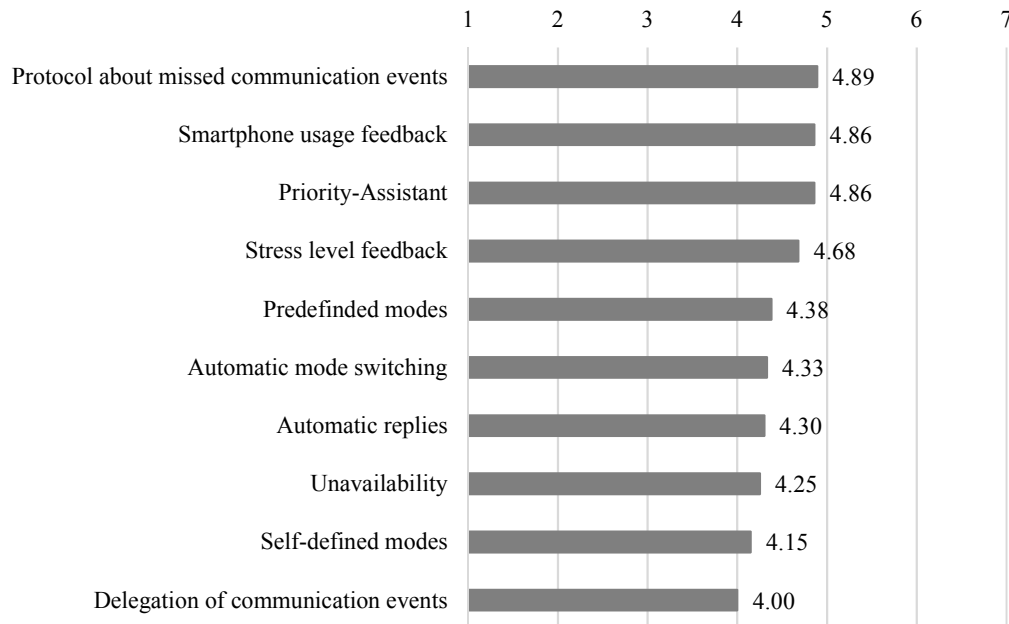 1 2 3 4 5 6 7
Protocol about missed communication events 4.89
Smartphone usage feedback 4.86
Priority-Assistant 4.86
Stress level feedback 4.68
Predefinded modes 4.38
Automatic mode switching 4.33
Automatic replies 4.30
Unavailability 4.25
Self-defined modes 4.15
Delegation of communication events 4.00